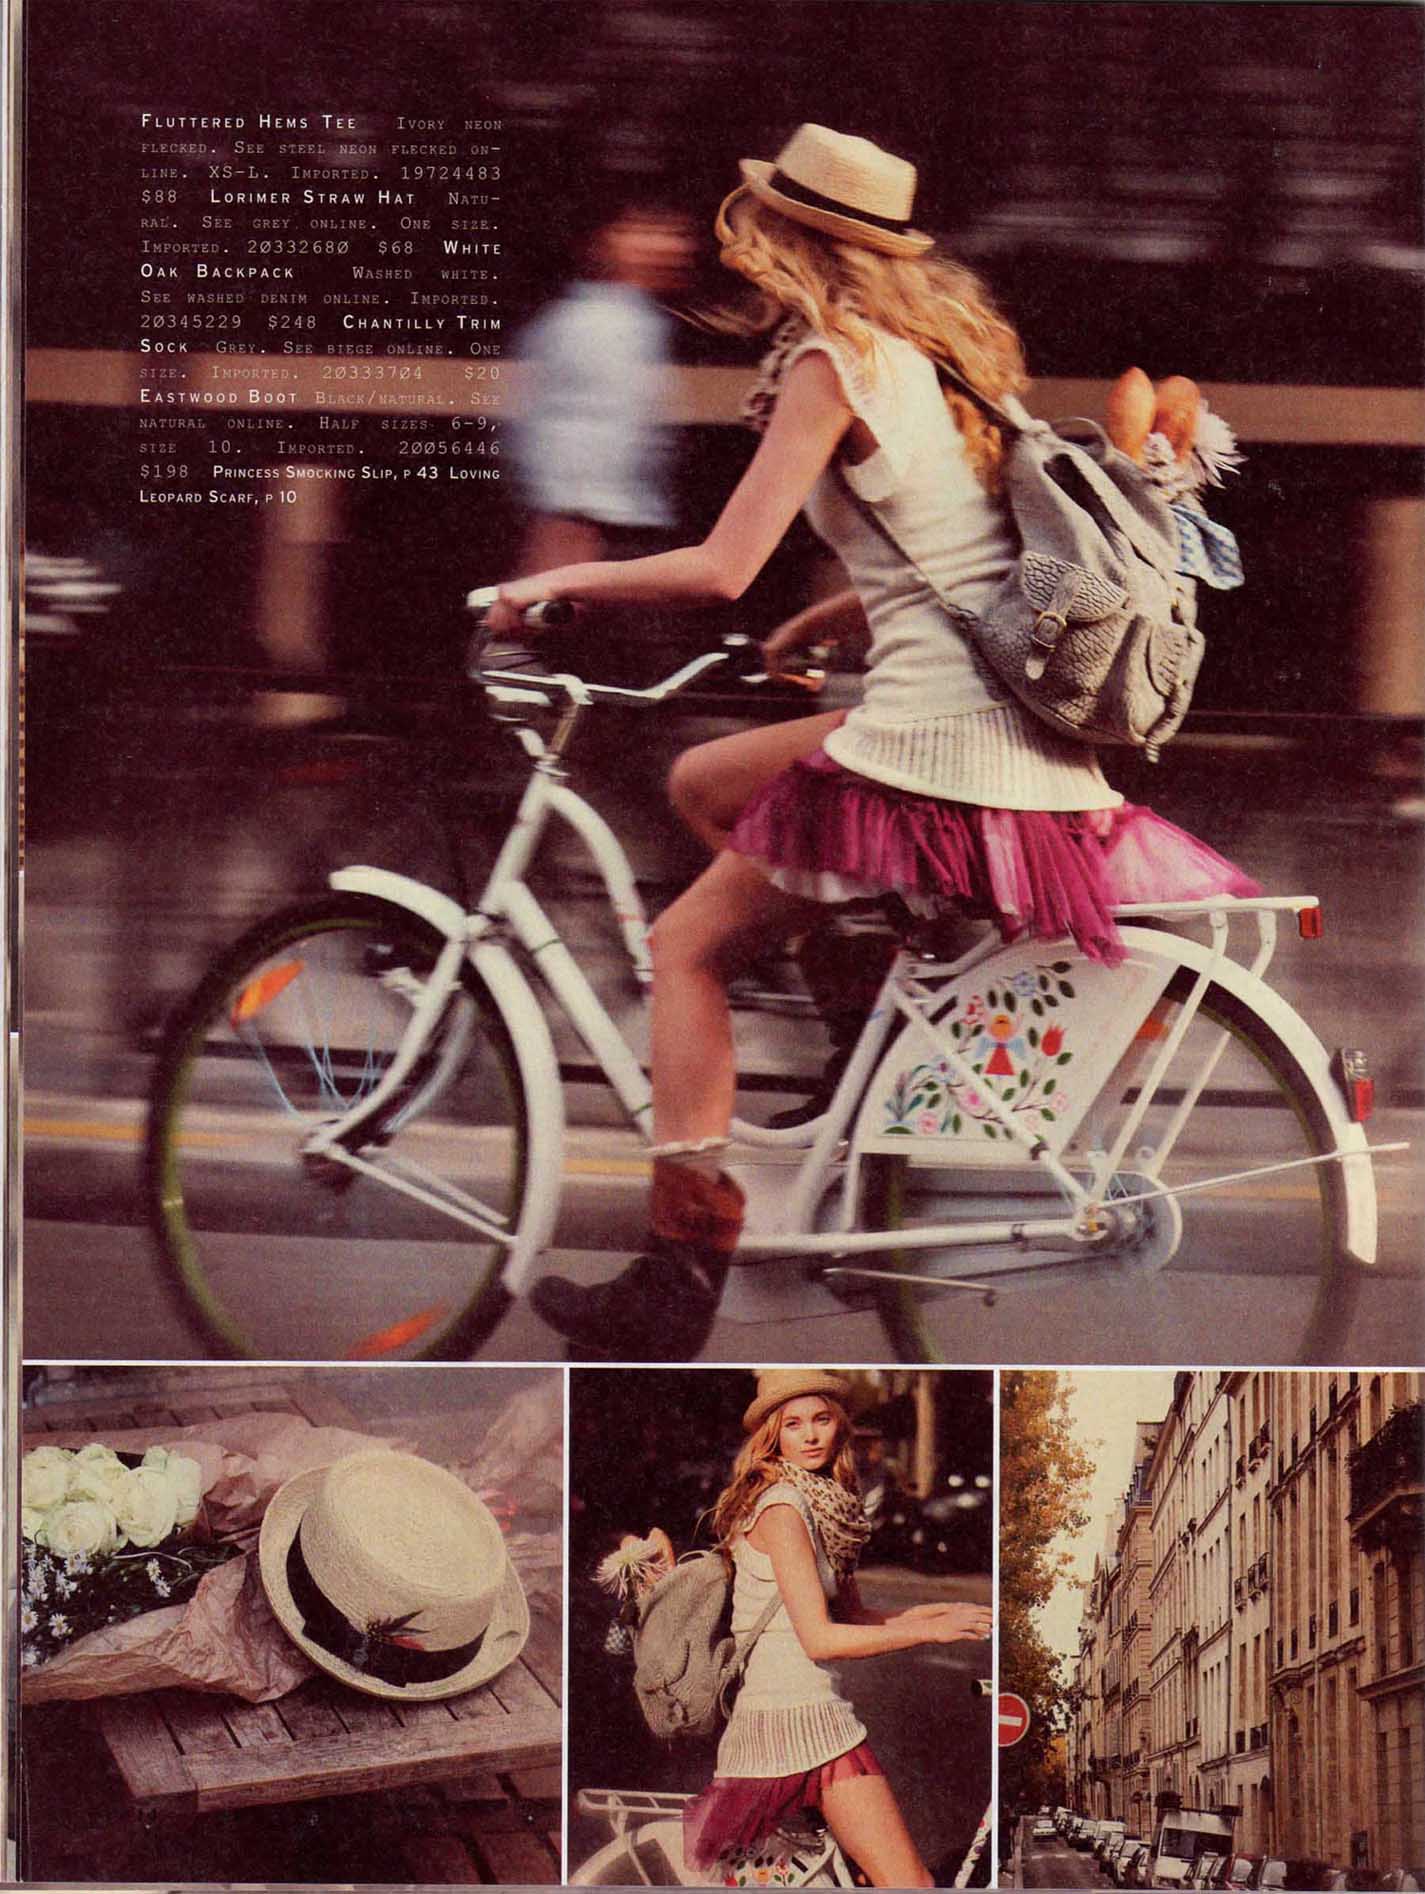 FLUTTERED HEMS TEE IVORY NEON
FLECKED. SEE STEEL NEON FLECKED ON-
LINE. XS-L. IMPORTED. 19724483
$88 LORIMER STRAW HAT NATU-
RAL. SEE GREY ONLINE. ONE SIZE.
IMPORTED. 20332680 $68 WHITE
OAK BACKPACK WASHED WHITE.
SEE WASHED DENIM ONLINE. IMPORTED.
20345229 $248 CHANTILLY TRIM
SOCK GREY. SEE BIEGE ONLINE. ONE
SIZE. IMPORTED. 20333704 $20
EASTWOOD BOOT BLACK/NATURAL. SEE
NATURAL ONLINE. HALF SIZES 6-9,
SIZE 10. IMPORTED. 20056446
$198 PRINCESS SMOCKING SLIP, P 43 LOVING
LEOPARD SCARF, P 10